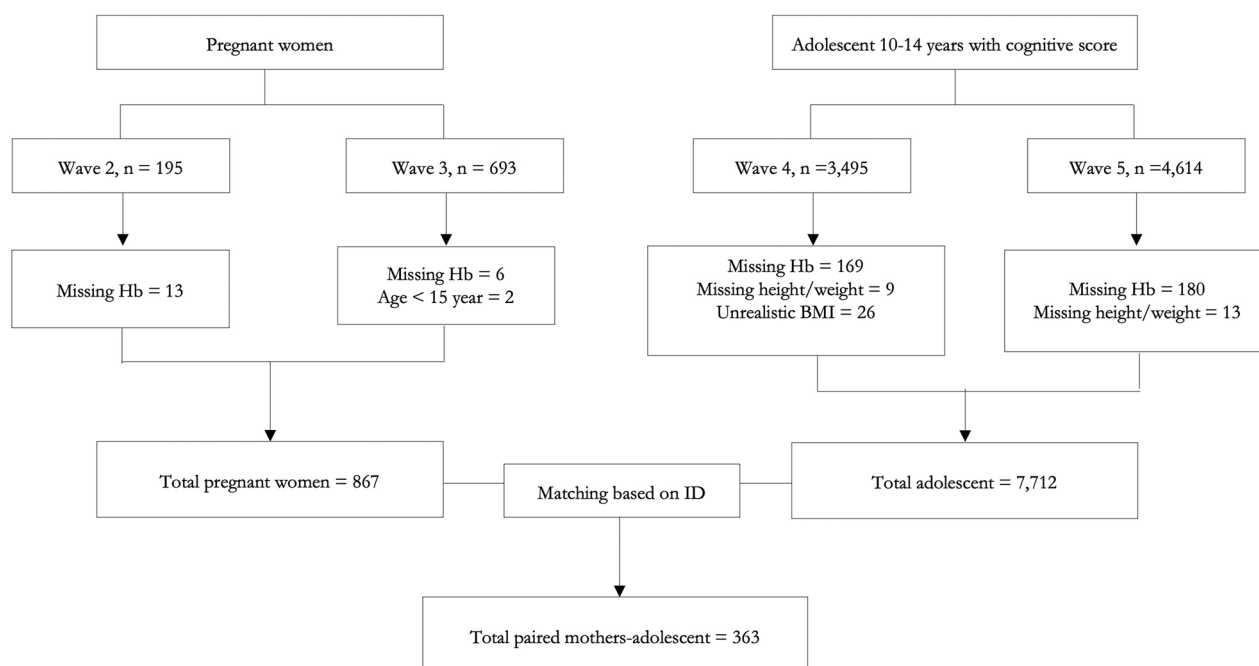 Pregnant women
Adolescent 10-14 years with cognitive score
Wave 2, n = 195
Wave 3, n = 693
Wave 4, n =3,495
Wave 5, n =4,614
Missing Hb = 13
Missing Hb = 6
Age < 15 year = 2
Missing Hb = 169
Missing height/weight = 9
Unrealistic BMI = 26
Missing Hb = 180
Missing height/weight = 13
Total pregnant women = 867
Matching based on ID
Total adolescent = 7,712
Total paired mothers-adolescent = 363